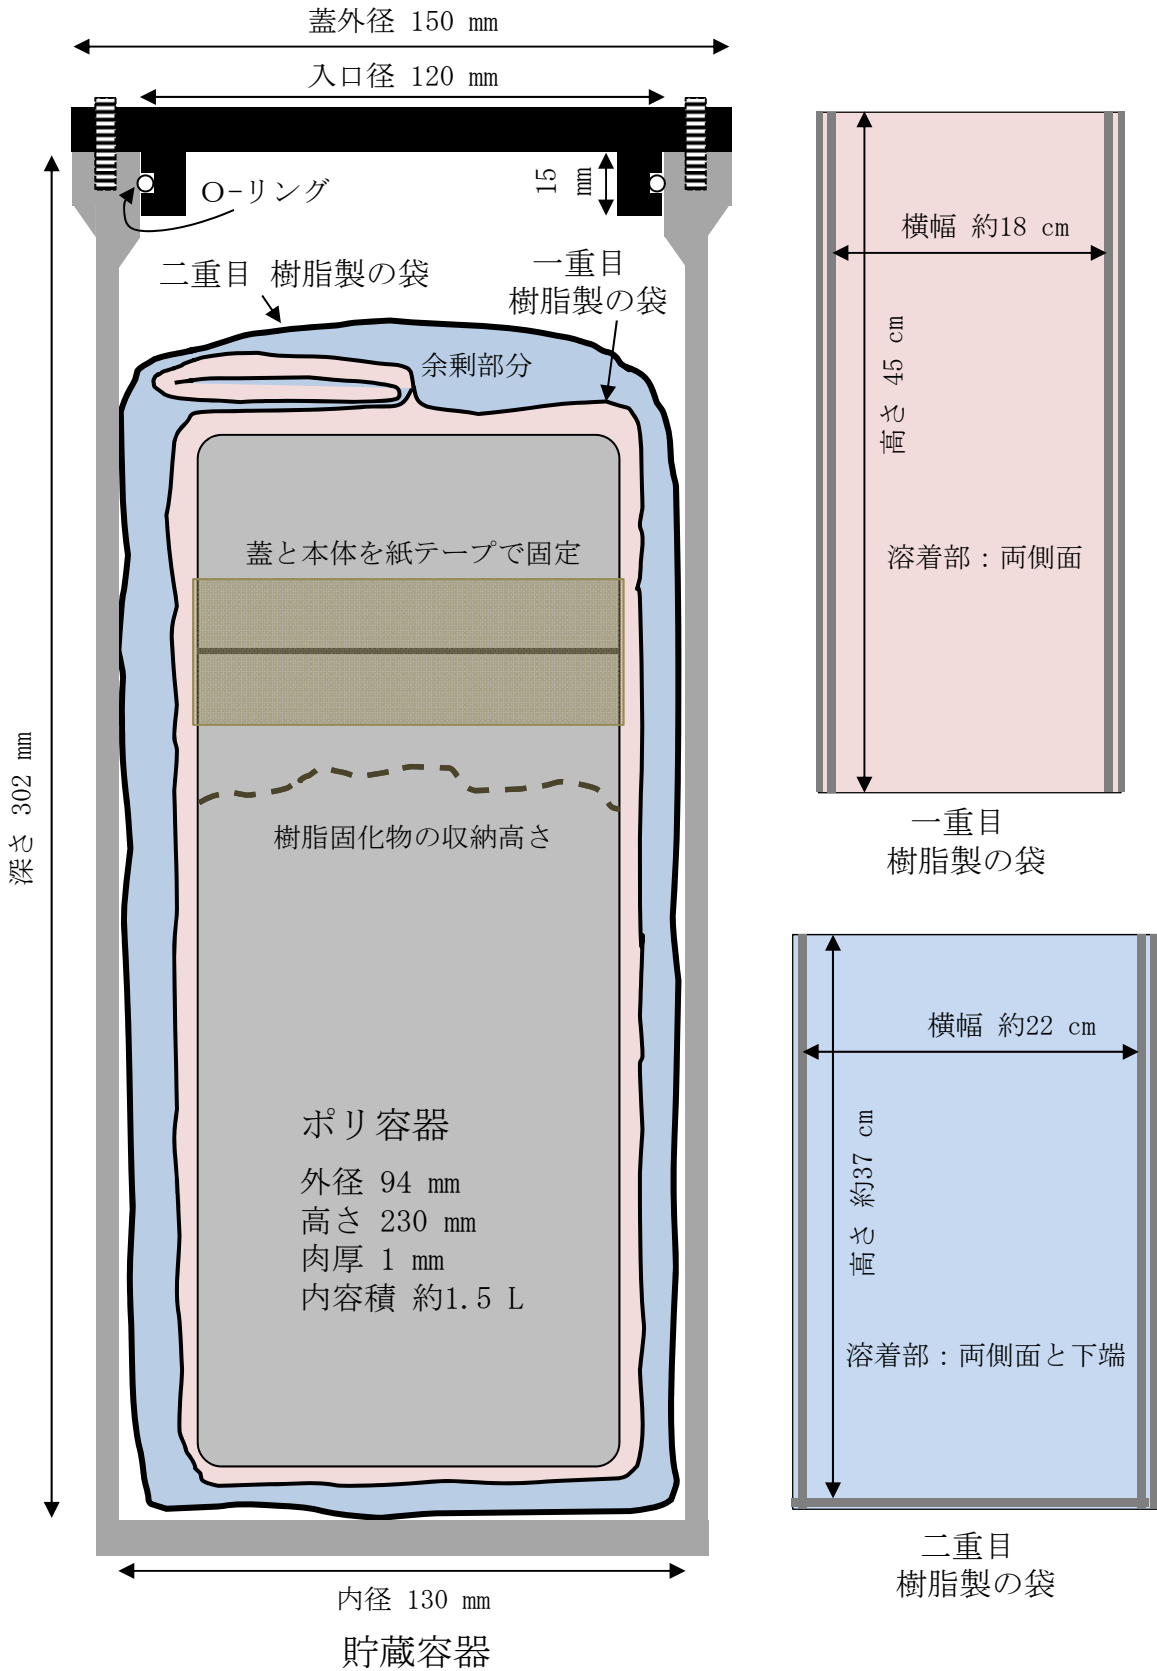 蓋外径 150 mm
入口径 120 mm
15 mm
O-リング
二重目 樹脂製の袋
一重目
樹脂製の袋
余剰部分
蓋と本体を紙テープで固定
樹脂固化物の収納高さ
深さ 302 mm
ポリ容器
外径 94 mm
高さ 230 mm
肉厚 1 mm
内容積 約1.5 L
内径 130 mm
貯蔵容器
横幅 約18 cm
高さ 45 cm
溶着部：両側面
一重目
樹脂製の袋
横幅 約22 cm
高さ 約37 cm
溶着部：両側面と下端
二重目
樹脂製の袋